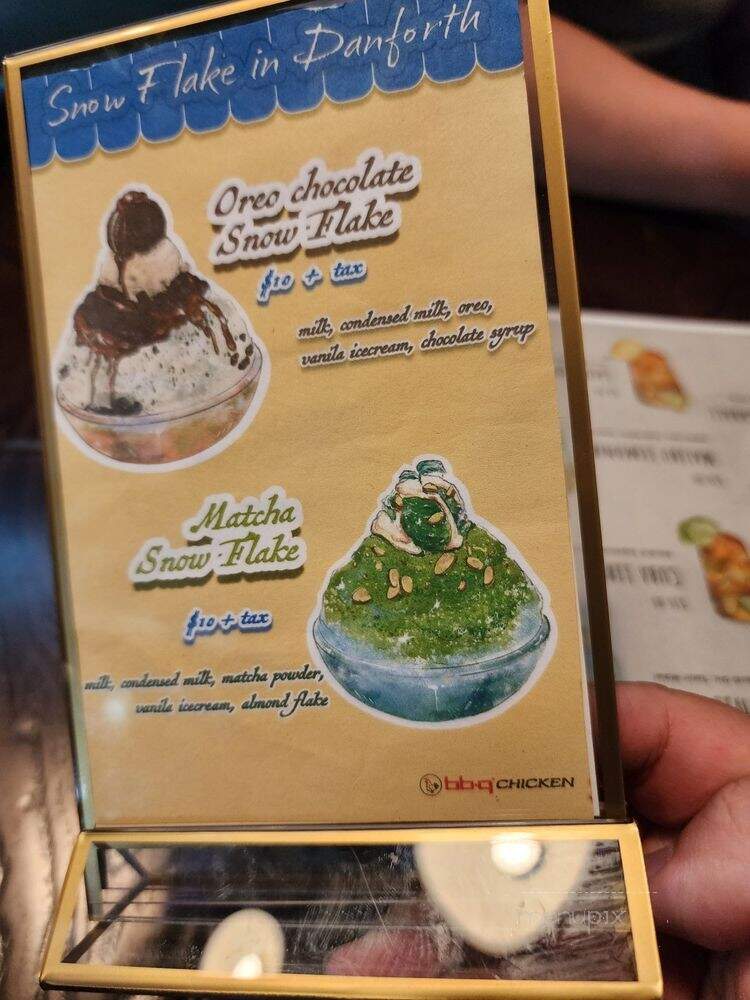 Snow Flake in Danforth
Oreo chocolate
Snow Flake
$10 + tax
milk, condensed milk, oreo,
vanila icecream, chocolate syrup
Matcha
Snow Flake
$10 + tax
milk, condensed milk, matcha powder,
vanila icecream, almond flake
bb.q CHICKEN
menupix